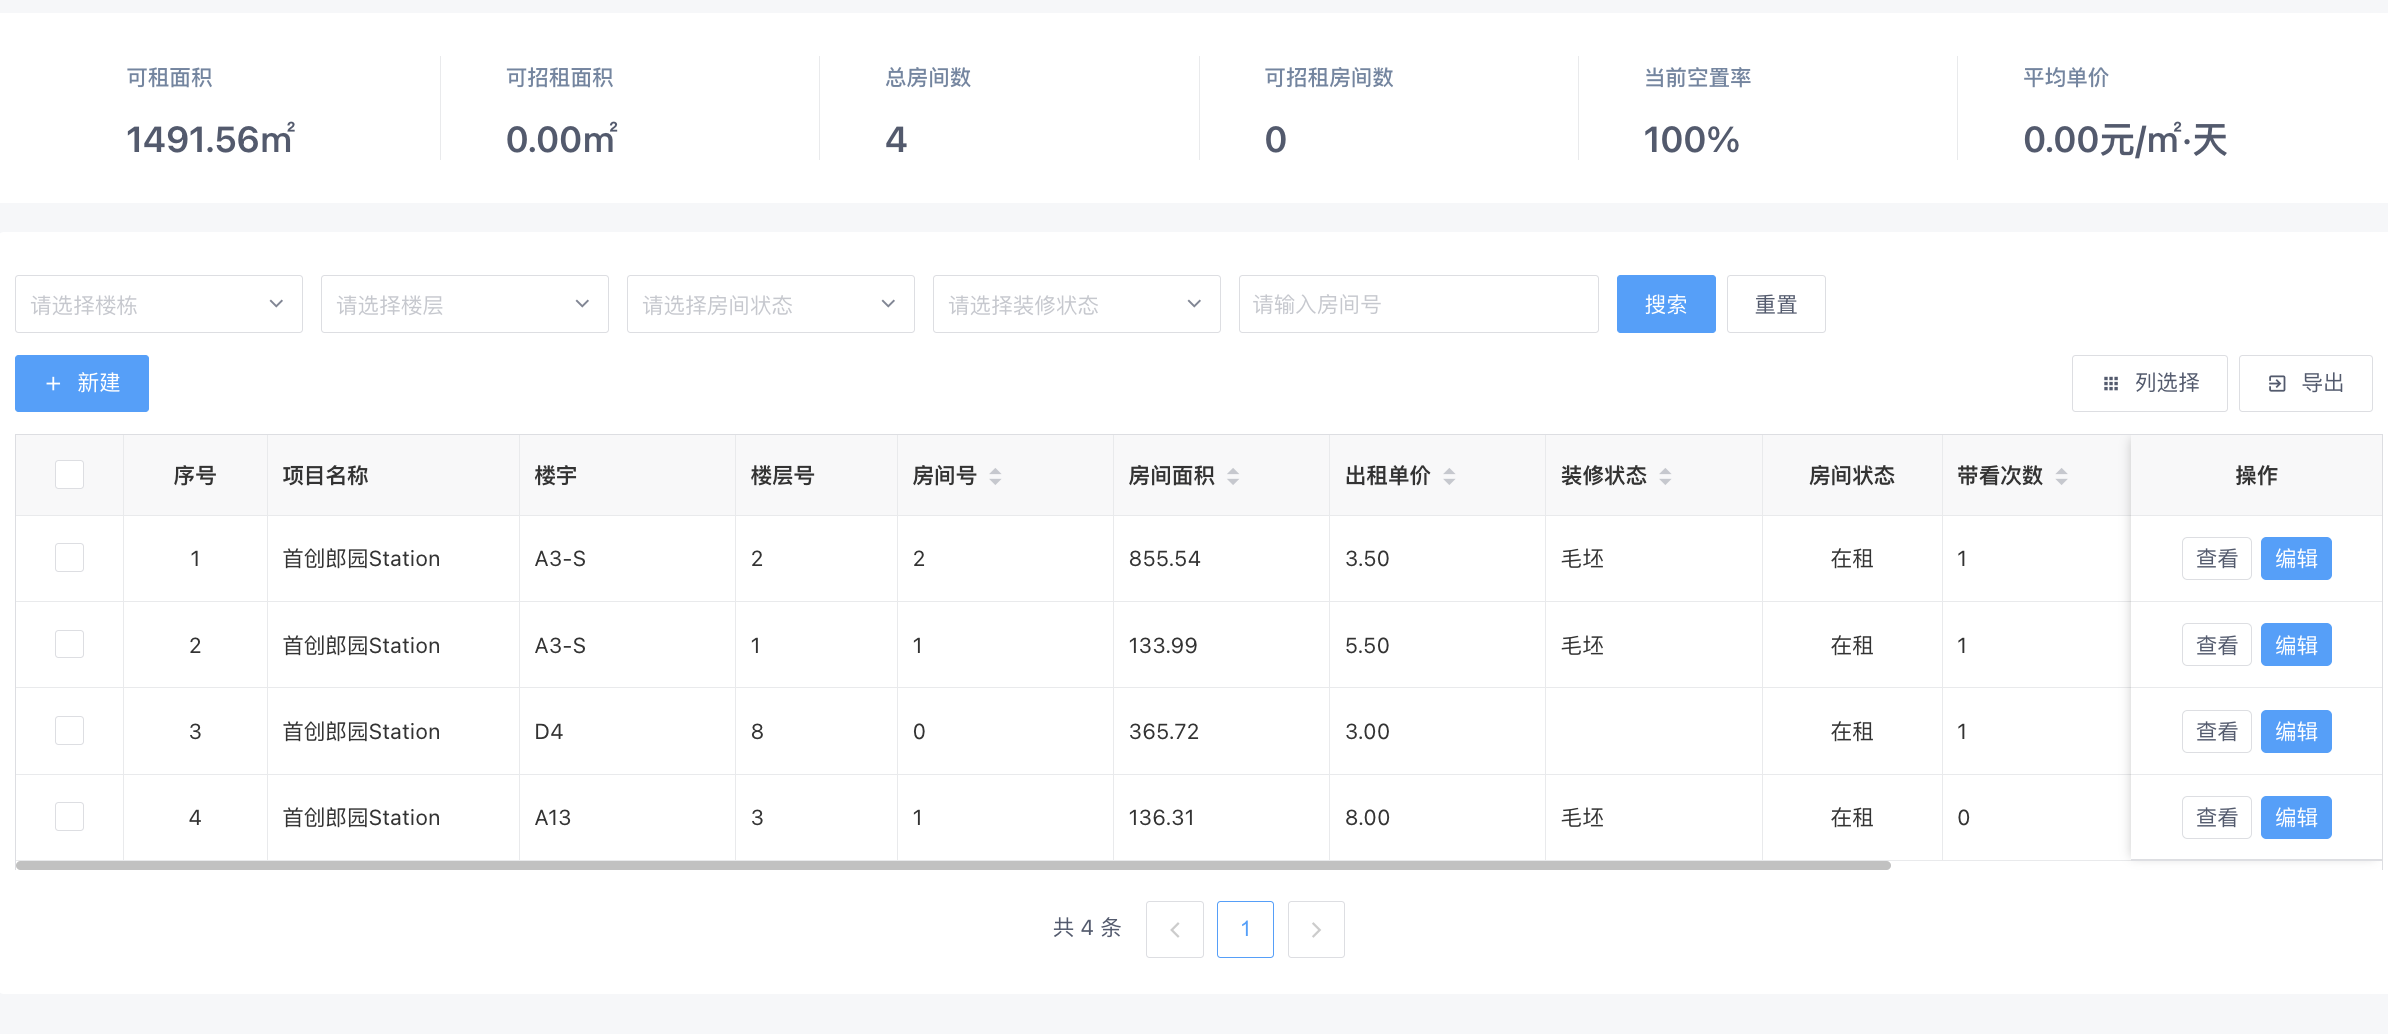 可租面积 可招租面积 总房间数 可招租房间数 当前空置率 平均单价
1491.56㎡ 0.00㎡ 4 0 100% 0.00元/㎡·天
请选择楼栋 请选择楼层 请选择房间状态 请选择装修状态 请输入房间号 搜索 重置
+ 新建 列选择 导出
序号 项目名称 楼宇 楼层号 房间号 房间面积 出租单价 装修状态 房间状态 带看次数 操作
1 首创郎园Station A3-S 2 2 855.54 3.50 毛坯 在租 1 查看 编辑
2 首创郎园Station A3-S 1 1 133.99 5.50 毛坯 在租 1 查看 编辑
3 首创郎园Station D4 8 0 365.72 3.00 在租 1 查看 编辑
4 首创郎园Station A13 3 1 136.31 8.00 毛坯 在租 0 查看 编辑
共 4 条 1